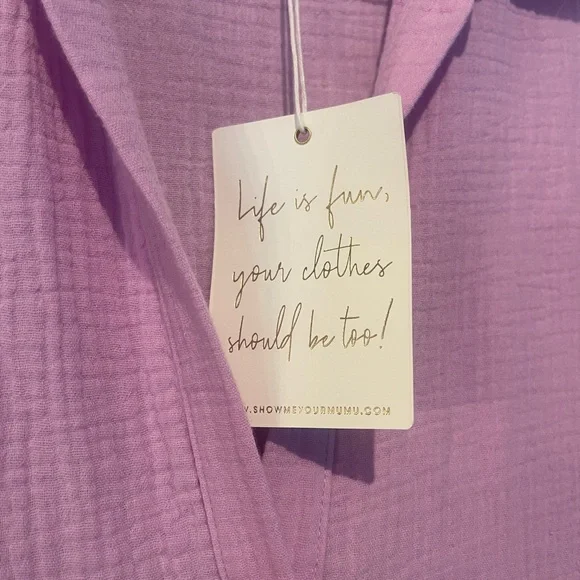 Life is fun,
your clothes
should be too!
.SHOWMEYOURMUMU.COM